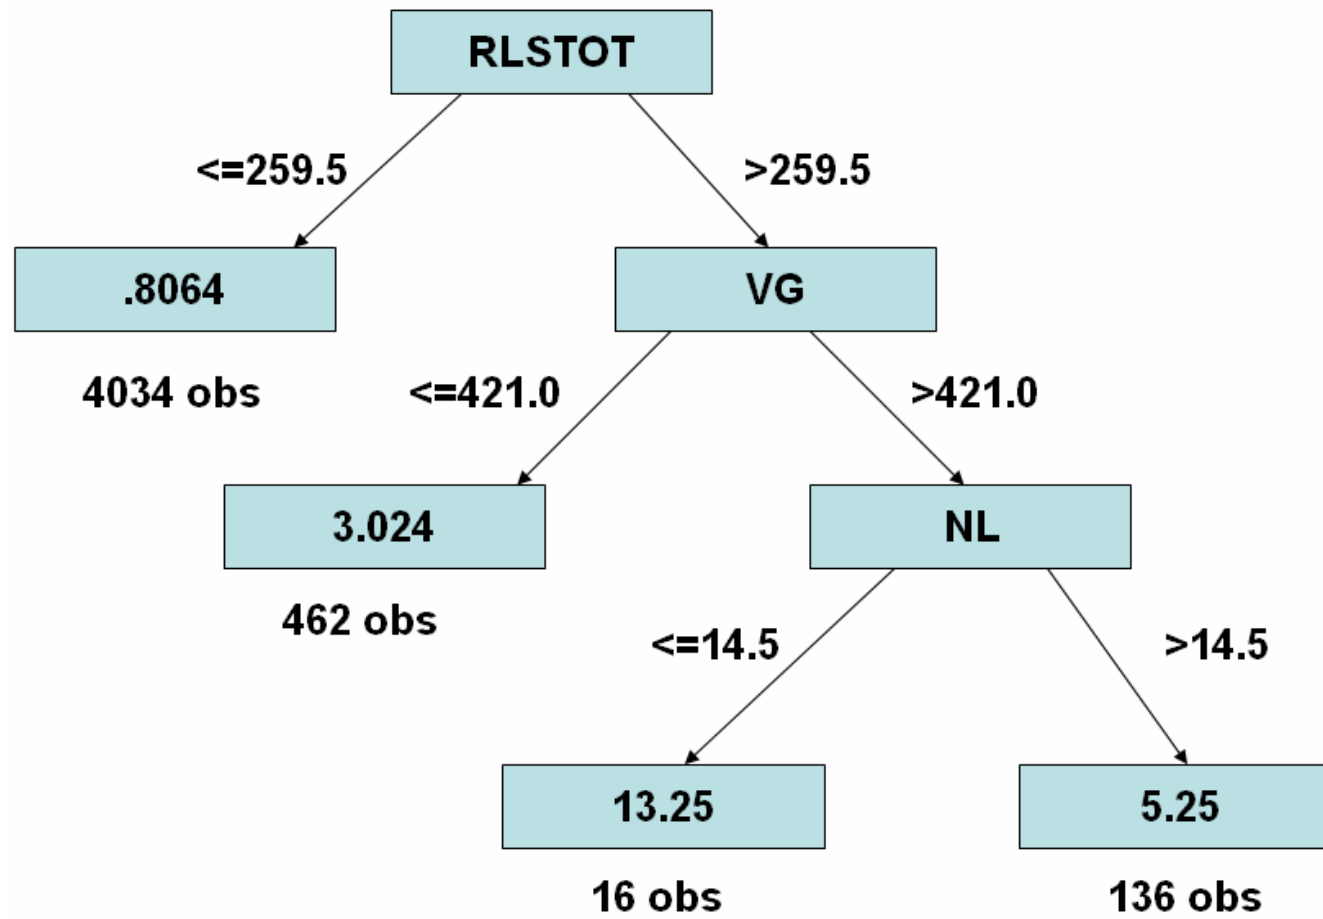 RLSTOT
<=259.5
>259.5
.8064
VG
4034 obs
<=421.0
>421.0
3.024
NL
462 obs
<=14.5
>14.5
13.25
5.25
16 obs
136 obs